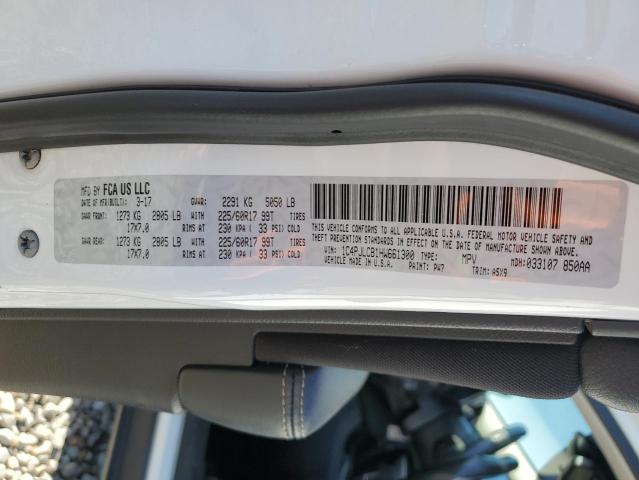 MFD BY FCA US LLC
DATE OF MFR(BUILT): 3-17 GVWR: 2291 KG 5050 LB
GAWR FRONT: 1273 KG 2805 LB WITH 225/60R17 99T TIRES
17X7.0 RIMS AT 230 KPA( 33 PSI) COLD
GAWR REAR: 1273 KG 2805 LB WITH 225/60R17 99T TIRES
17X7.0 RIMS AT 230 KPA( 33 PSI) COLD
THIS VEHICLE CONFORMS TO ALL APPLICABLE U.S.A. FEDERAL MOTOR VEHICLE SAFETY AND
THEFT PREVENTION STANDARDS IN EFFECT ON THE DATE OF MANUFACTURE SHOWN ABOVE.
VIN: 1C4PJLCB1HW661300 TYPE: MPV MDH: 033107 850AA
PAINT: PW7 TRIM: A5X9